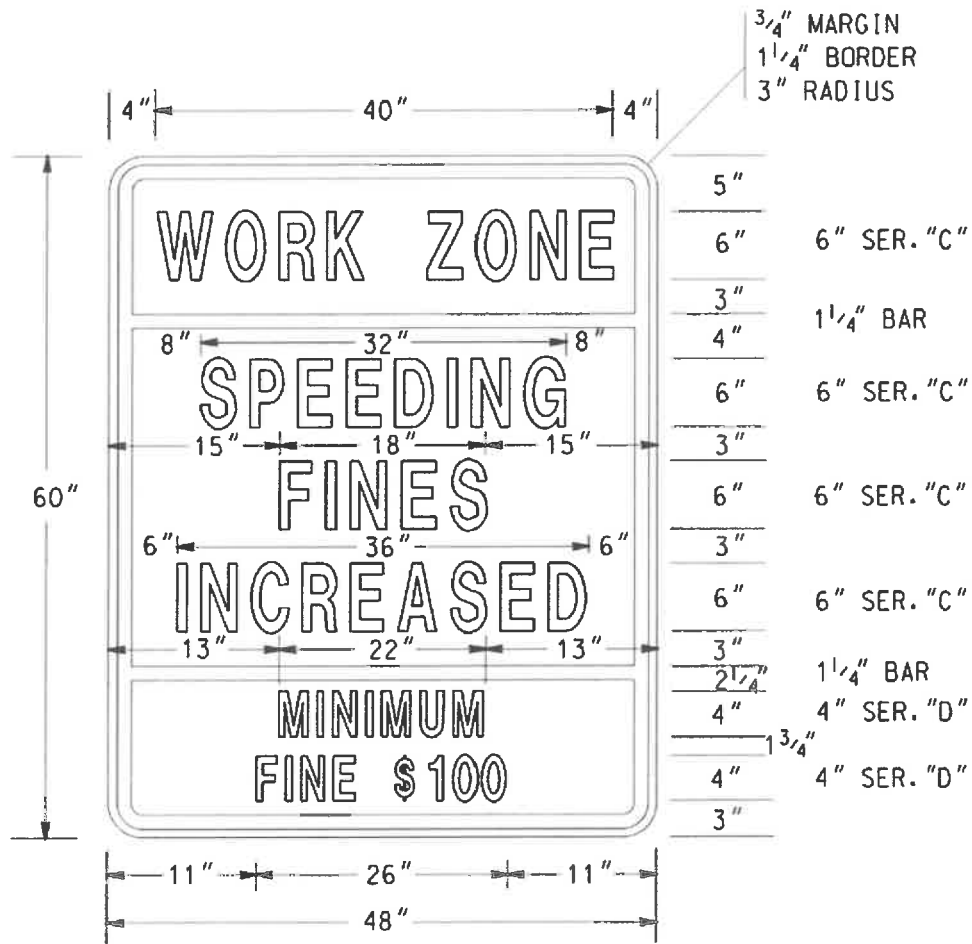 3/4" MARGIN
1 1/4" BORDER
3" RADIUS
4" 40" 4"
5"
WORK ZONE 6" 6" SER. "C"
3"
1 1/4" BAR
8" 32" 8" 4"
SPEEDING 6" 6" SER. "C"
15" 18" 15" 3"
60" FINES 6" 6" SER. "C"
6" 36" 6" 3"
INCREASED 6" 6" SER. "C"
13" 22" 13" 3"
2 1/4" 1 1/4" BAR
MINIMUM 4" 4" SER. "D"
1 3/4"
FINE $100 4" 4" SER. "D"
3"
11" 26" 11"
48"